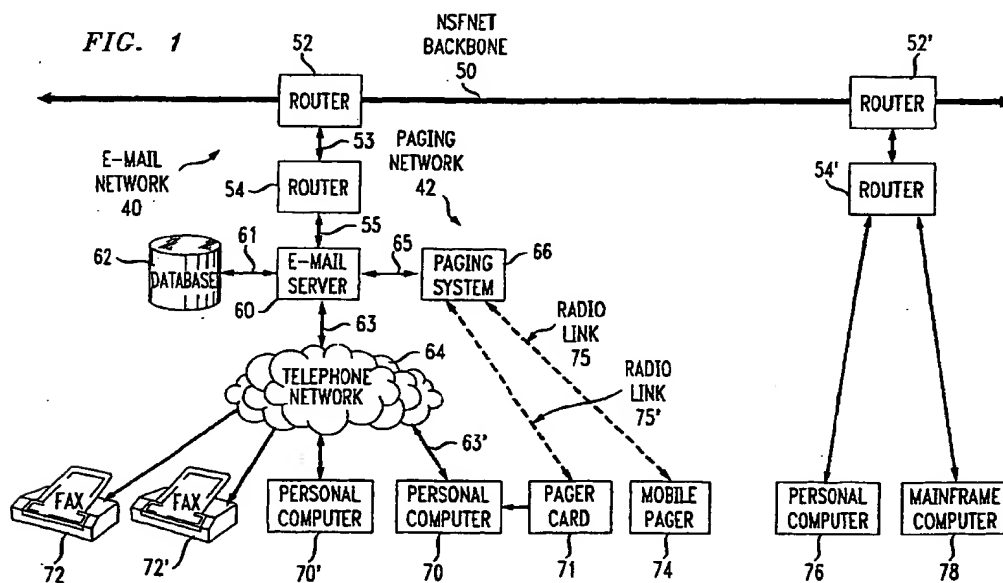 FIG. 1
NSFNET
BACKBONE
50
52
52'
ROUTER
ROUTER
53
E-MAIL
NETWORK
40
PAGING
NETWORK
42
54
ROUTER
54'
ROUTER
55
62
DATABASE
61
E-MAIL
SERVER
60
65
PAGING
SYSTEM
66
63
64
TELEPHONE
NETWORK
RADIO
LINK
75
RADIO
LINK
75'
63'
FAX
72
FAX
72'
PERSONAL
COMPUTER
70'
PERSONAL
COMPUTER
70
PAGER
CARD
71
MOBILE
PAGER
74
PERSONAL
COMPUTER
76
MAINFRAME
COMPUTER
78